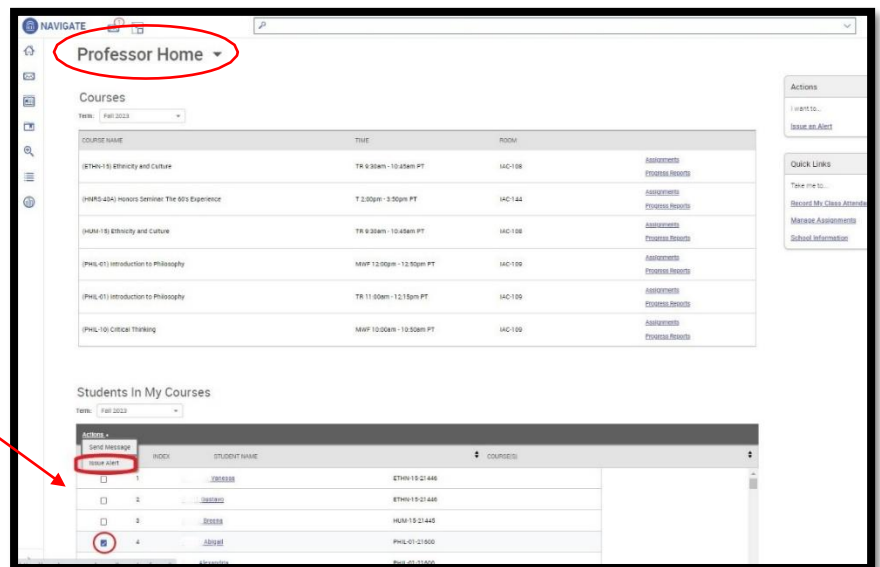 NAVIGATE
Professor Home
Courses
Term: Fall 2023
COURSE NAME TIME ROOM
(ETHN-15) Ethnicity and Culture TR 9:30am - 10:45am PT IAC-108 Assignments
Progress Reports
(HNRS-40A) Honors Seminar: The 60's Experience T 2:00pm - 3:50pm PT IAC-144 Assignments
Progress Reports
(HUM-15) Ethnicity and Culture TR 9:30am - 10:45am PT IAC-108 Assignments
Progress Reports
(PHIL-01) Introduction to Philosophy MWF 12:00pm - 12:50pm PT IAC-109 Assignments
Progress Reports
(PHIL-01) Introduction to Philosophy TR 11:00am - 12:15pm PT IAC-109 Assignments
Progress Reports
(PHIL-10) Critical Thinking MWF 10:00am - 10:50am PT IAC-109 Assignments
Progress Reports
Actions
I want to...
Issue an Alert
Quick Links
Take me to...
Record My Class Attenda
Manage Assignments
School Information
Students In My Courses
Term: Fall 2023
Actions
Send Message
Issue Alert
INDEX STUDENT NAME COURSE(S)
1 Vanessa ETHN-15-21446
2 Gustavo ETHN-15-21446
3 HUM-15-21445
4 Abigail PHIL-01-21600
Alexandria PHIL-01-21600